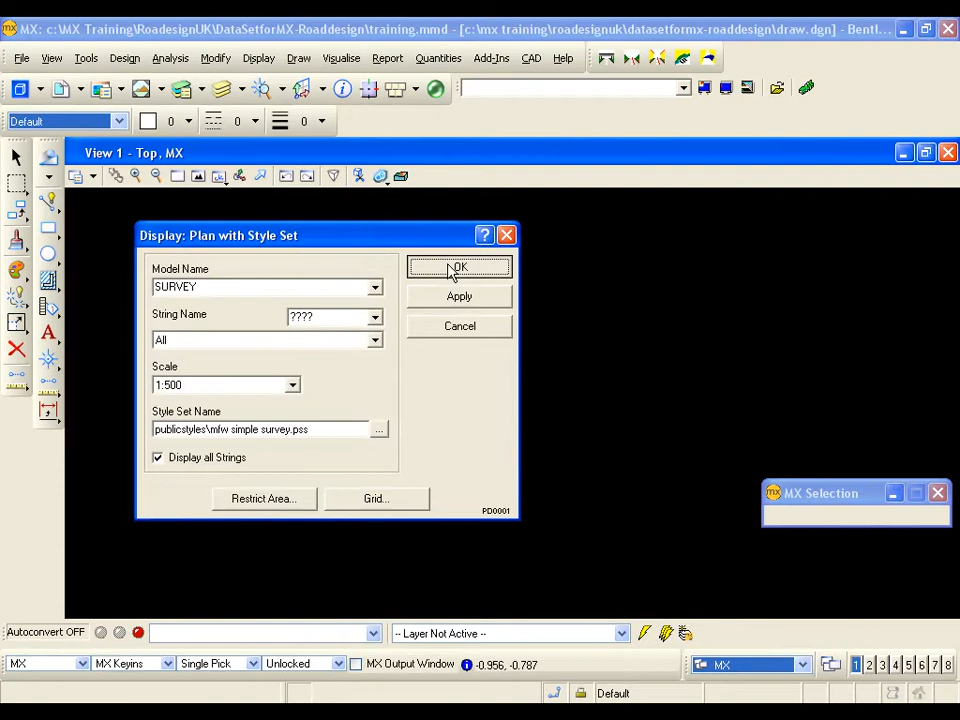 MX: c:\MX Training\RoadesignUK\DataSetforMX-Roaddesign\training.mmd - [c:\mx training\roadesignuk\datasetformx-roaddesign\draw.dgn] - Bentl...
File View Tools Design Analysis Modify Display Draw Visualise Report Quantities Add-Ins CAD Help
Default 0 0 0
View 1 - Top, MX
Display: Plan with Style Set
Model Name
SURVEY
OK
String Name ????
Apply
All
Cancel
Scale
1:500
Style Set Name
publicstyles\mfw simple survey.pss ...
Display all Strings
Restrict Area... Grid...
PD0001
MX Selection
Autoconvert OFF -- Layer Not Active --
MX MX Keyins Single Pick Unlocked MX Output Window -0.956, -0.787 MX 1 2 3 4 5 6 7 8
Default